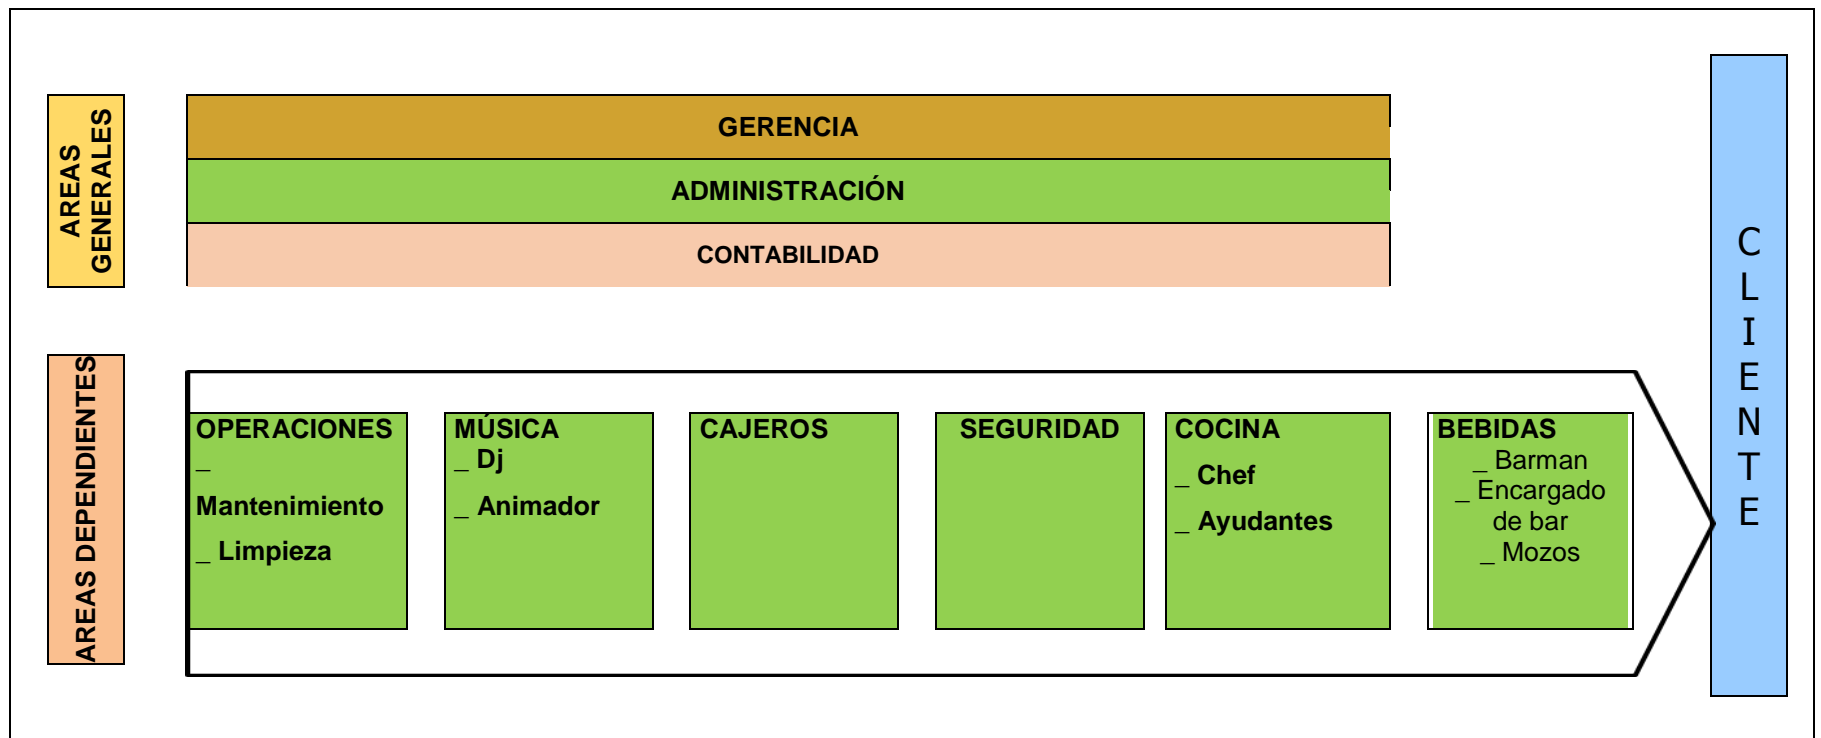 AREAS
GENERALES
GERENCIA
ADMINISTRACIÓN
CONTABILIDAD
AREAS DEPENDIENTES
OPERACIONES
_
Mantenimiento
_ Limpieza
MÚSICA
_ Dj
_ Animador
CAJEROS
SEGURIDAD
COCINA
_ Chef
_ Ayudantes
BEBIDAS
_ Barman
_ Encargado
de bar
_ Mozos
C
L
I
E
N
T
E